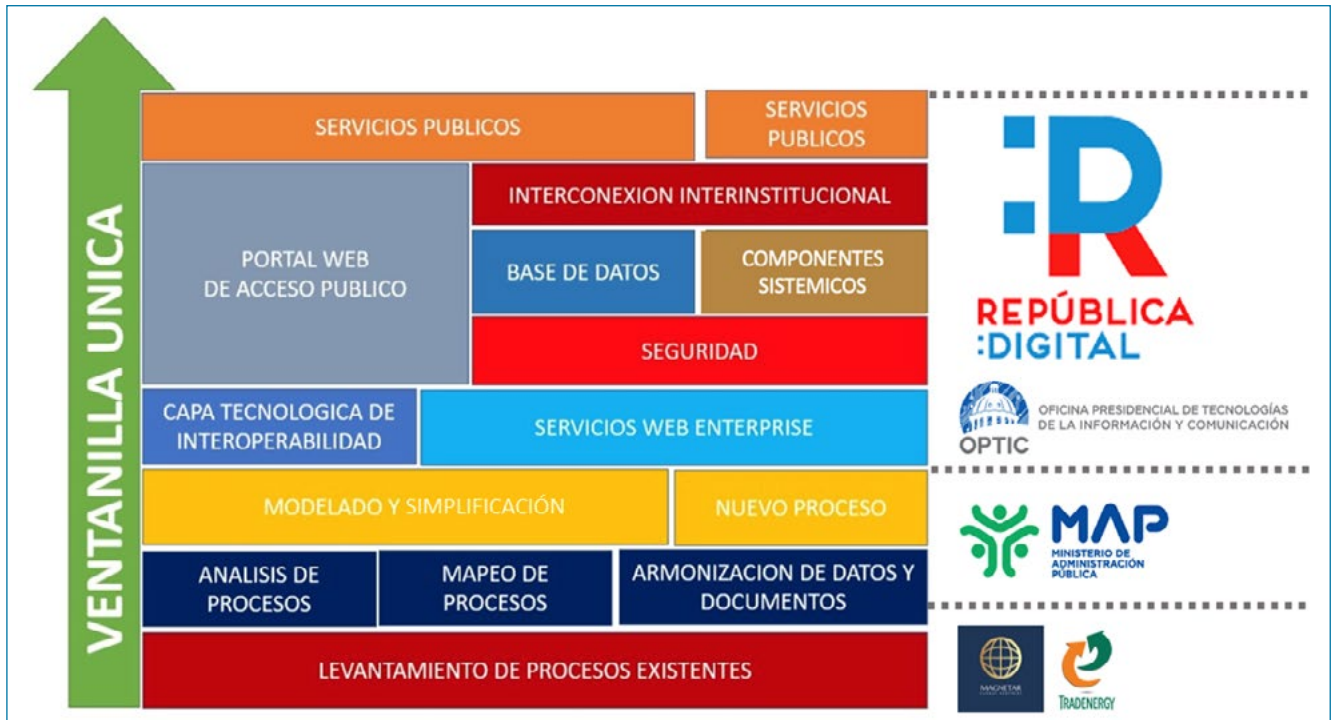 VENTANILLA UNICA
SERVICIOS PUBLICOS
SERVICIOS
PUBLICOS
PORTAL WEB
DE ACCESO PUBLICO
INTERCONEXION INTERINSTITUCIONAL
BASE DE DATOS
COMPONENTES
SISTEMICOS
SEGURIDAD
CAPA TECNOLOGICA DE
INTEROPERABILIDAD
SERVICIOS WEB ENTERPRISE
MODELADO Y SIMPLIFICACIÓN
NUEVO PROCESO
ANALISIS DE
PROCESOS
MAPEO DE
PROCESOS
ARMONIZACION DE DATOS Y
DOCUMENTOS
LEVANTAMIENTO DE PROCESOS EXISTENTES
:R
REPÚBLICA
:DIGITAL
OPTIC
OFICINA PRESIDENCIAL DE TECNOLOGÍAS
DE LA INFORMACIÓN Y COMUNICACIÓN
MAP
MINISTERIO DE
ADMINISTRACIÓN
PÚBLICA
MAGNETAR
TRADENERGY